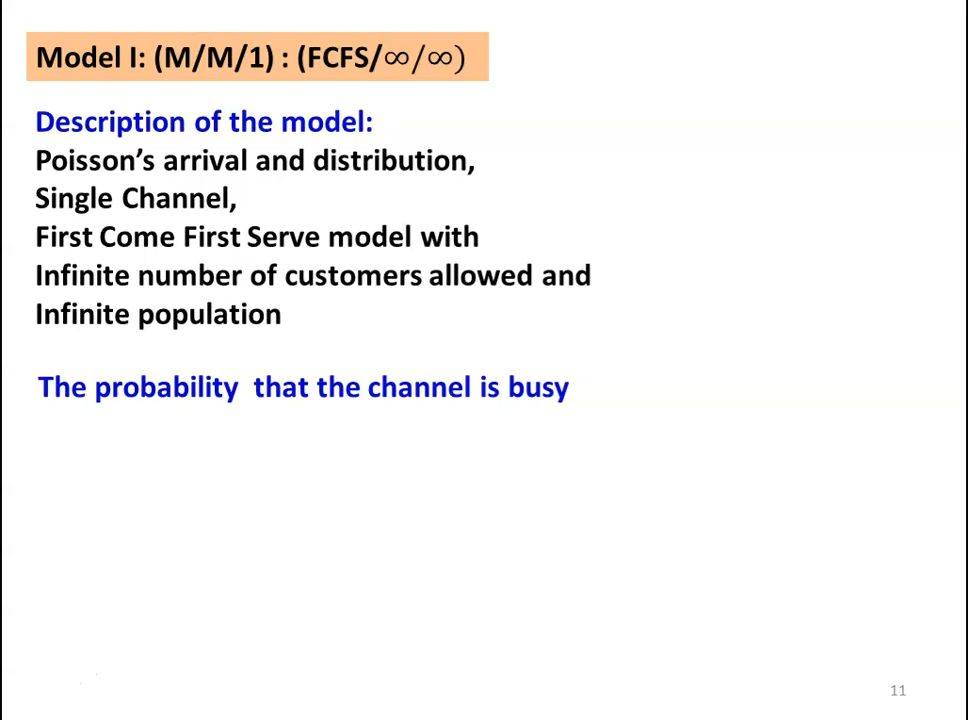 Model I: (M/M/1) : (FCFS/∞/∞)
Description of the model:
Poisson’s arrival and distribution,
Single Channel,
First Come First Serve model with
Infinite number of customers allowed and
Infinite population
The probability that the channel is busy
11